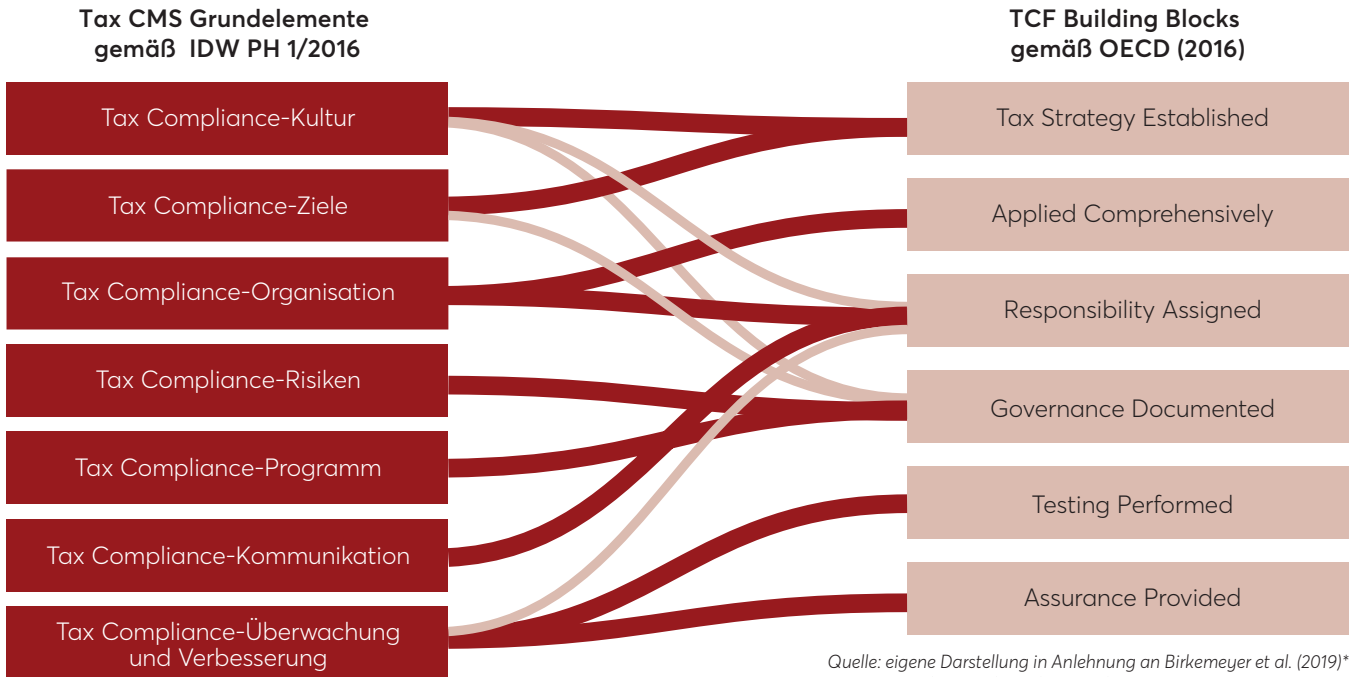 Tax CMS Grundelemente
gemäß IDW PH 1/2016
Tax Compliance-Kultur
Tax Compliance-Ziele
Tax Compliance-Organisation
Tax Compliance-Risiken
Tax Compliance-Programm
Tax Compliance-Kommunikation
Tax Compliance-Überwachung
und Verbesserung
TCF Building Blocks
gemäß OECD (2016)
Tax Strategy Established
Applied Comprehensively
Responsibility Assigned
Governance Documented
Testing Performed
Assurance Provided
Quelle: eigene Darstellung in Anlehnung an Birkemeyer et al. (2019)*